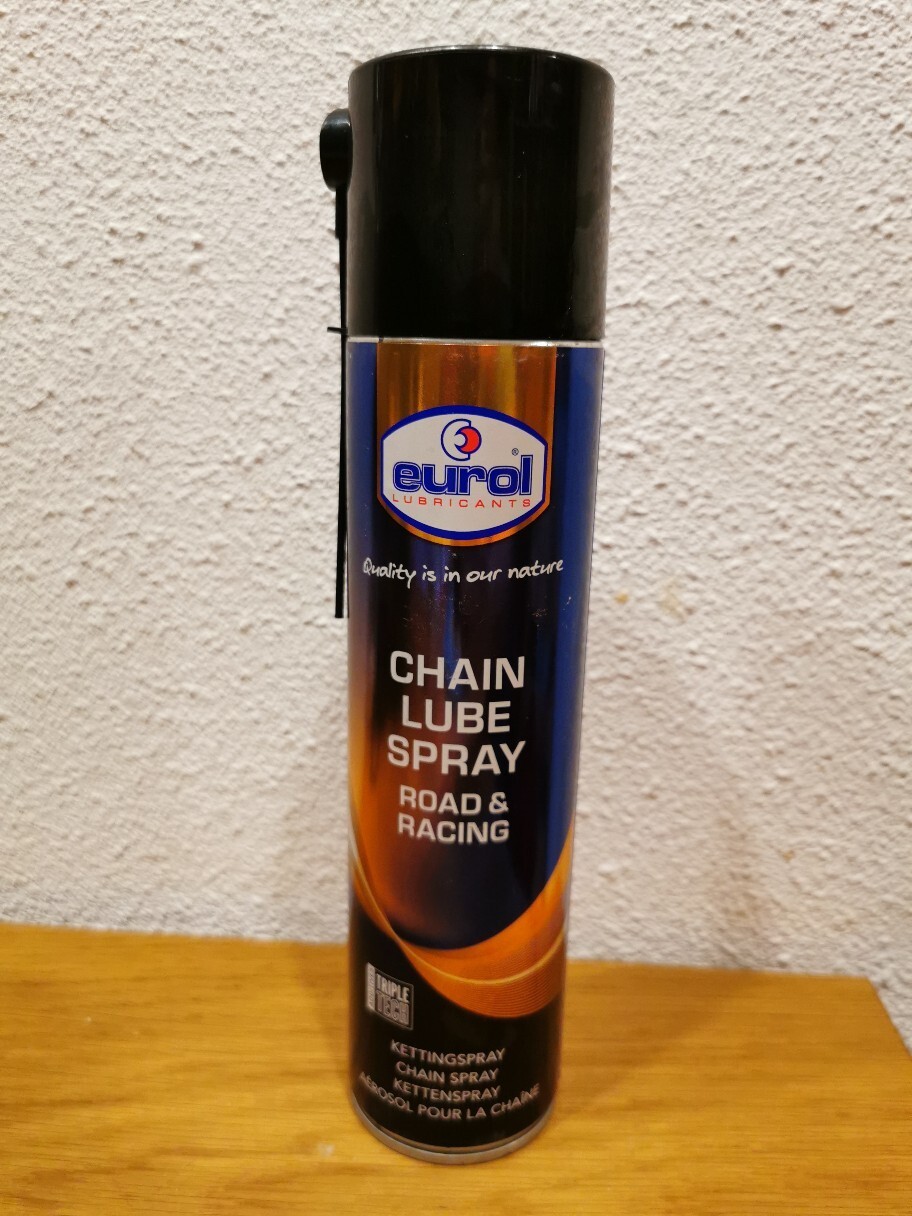 ®
eurol
LUBRICANTS
Quality is in our nature
CHAIN
LUBE
SPRAY
ROAD &
RACING
TRIPLE
TECH
KETTINGSPRAY
CHAIN SPRAY
KETTENSPRAY
AÉROSOL POUR LA CHAÎNE